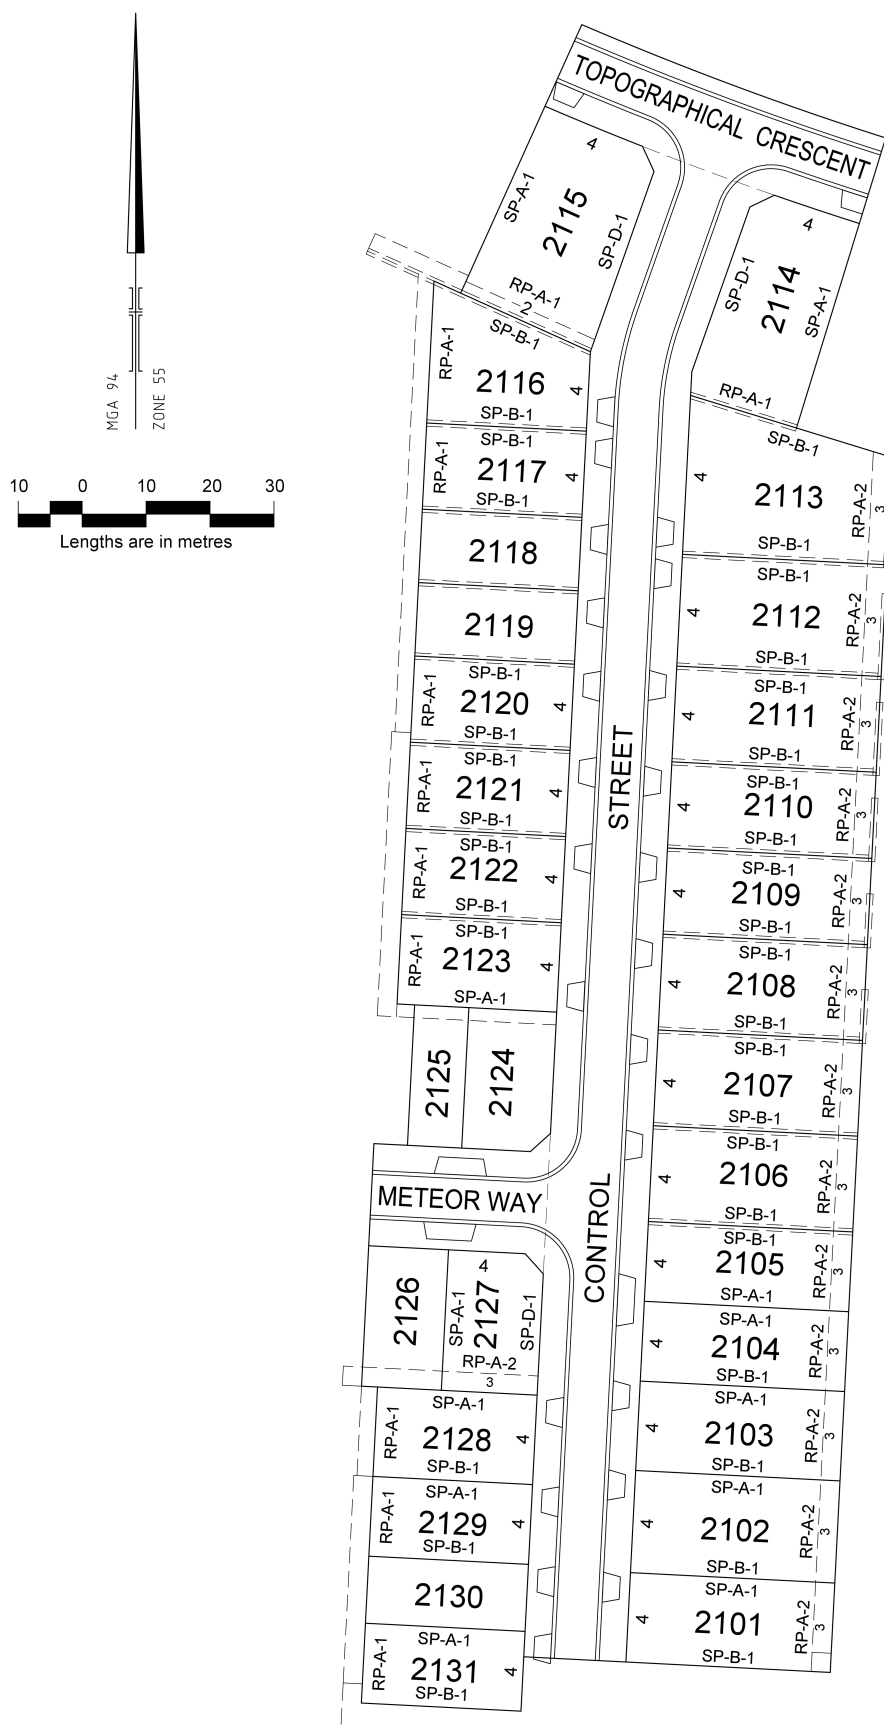 TOPOGRAPHICAL CRESCENT
4
SP-A-1
2115
SP-D-1
RP-A-1
2
4
SP-D-1
2114
SP-A-1
RP-A-1
MGA 94
ZONE 55
10 0 10 20 30
Lengths are in metres
SP-B-1
RP-A-1
2116
4
SP-B-1
SP-B-1
RP-A-1
2117
4
SP-B-1
2118
2119
SP-B-1
RP-A-1
2120
4
SP-B-1
SP-B-1
RP-A-1
2121
4
SP-B-1
SP-B-1
RP-A-1
2122
4
SP-B-1
SP-B-1
RP-A-1
2123
4
SP-A-1
2125
2124
METEOR WAY
CONTROL STREET
2126
4
SP-A-1
2127
SP-D-1
RP-A-2
3
SP-A-1
RP-A-1
2128
4
SP-B-1
SP-A-1
RP-A-1
2129
4
SP-B-1
2130
SP-A-1
RP-A-1
2131
4
SP-B-1
SP-B-1
4
2113
RP-A-2
3
SP-B-1
SP-B-1
4
2112
RP-A-2
3
SP-B-1
SP-B-1
4
2111
RP-A-2
3
SP-B-1
SP-B-1
4
2110
RP-A-2
3
SP-B-1
SP-B-1
4
2109
RP-A-2
3
SP-B-1
SP-B-1
4
2108
RP-A-2
3
SP-B-1
SP-B-1
4
2107
RP-A-2
3
SP-B-1
SP-B-1
4
2106
RP-A-2
3
SP-B-1
SP-B-1
4
2105
RP-A-2
3
SP-A-1
SP-A-1
4
2104
RP-A-2
3
SP-B-1
SP-A-1
4
2103
RP-A-2
3
SP-B-1
SP-A-1
4
2102
RP-A-2
3
SP-B-1
SP-A-1
4
2101
RP-A-2
3
SP-B-1